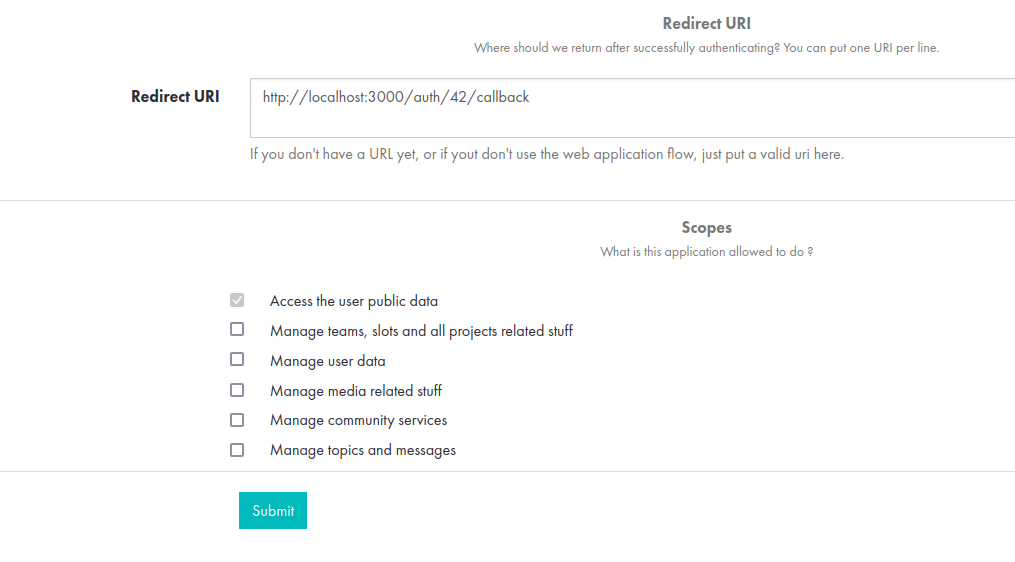 Redirect URI
Where should we return after successfully authenticating? You can put one URI per line.
Redirect URI
http://localhost:3000/auth/42/callback
If you don't have a URL yet, or if yout don't use the web application flow, just put a valid uri here.
Scopes
What is this application allowed to do ?
Access the user public data
Manage teams, slots and all projects related stuff
Manage user data
Manage media related stuff
Manage community services
Manage topics and messages
Submit